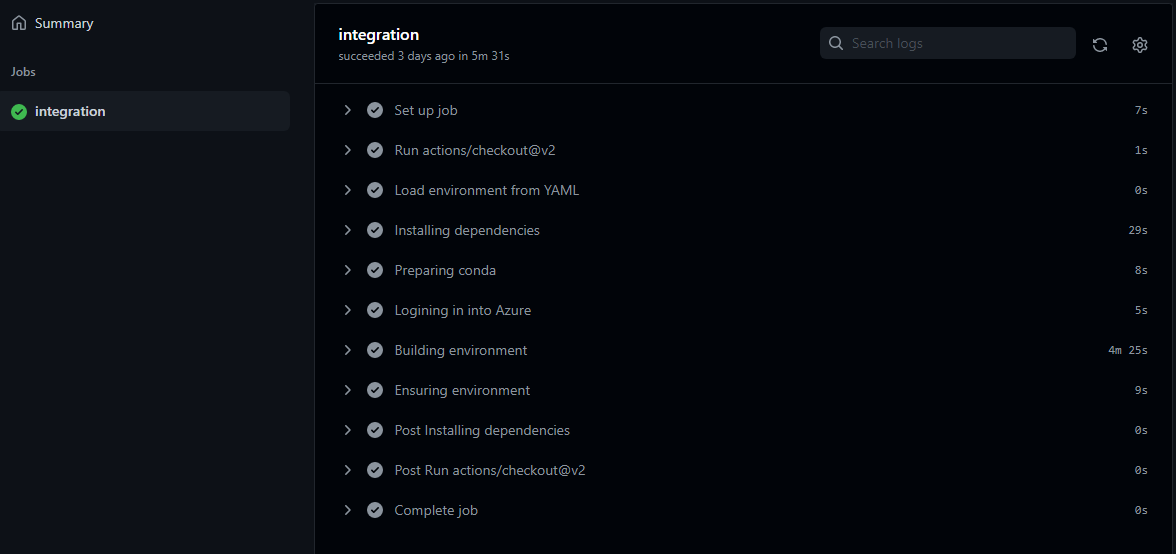 Summary
Jobs
integration
integration
succeeded 3 days ago in 5m 31s
Search logs
Set up job 7s
Run actions/checkout@v2 1s
Load environment from YAML 0s
Installing dependencies 29s
Preparing conda 8s
Logining in into Azure 5s
Building environment 4m 25s
Ensuring environment 9s
Post Installing dependencies 0s
Post Run actions/checkout@v2 0s
Complete job 0s